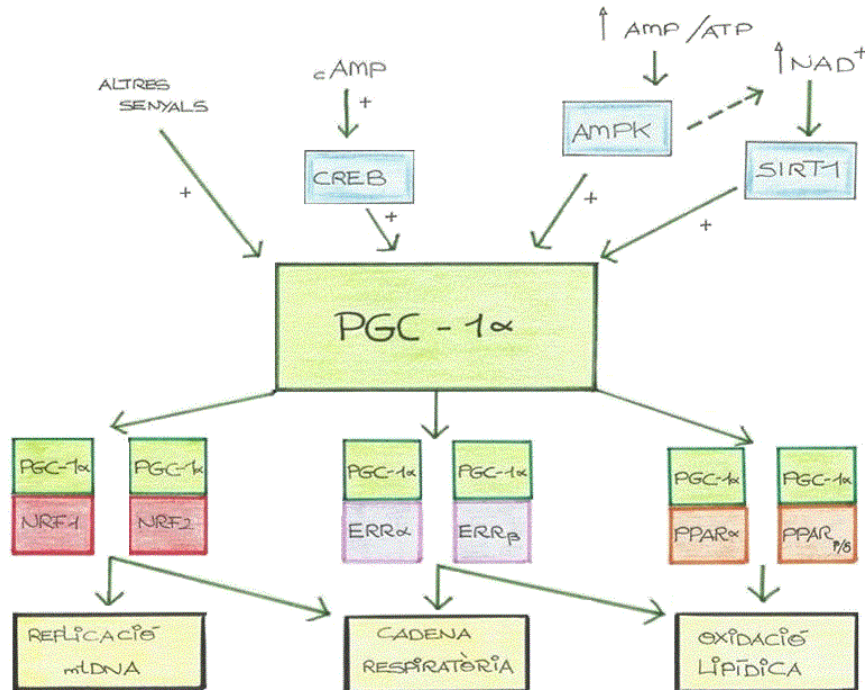 ↑ AMP/ATP
cAMP
↑ NAD+
ALTRES
SENYALS
+
AMPK
CREB
SIRT1
+
+
+
+
PGC-1α
PGC-1α
PGC-1α
PGC-1α
PGC-1α
PGC-1α
PGC-1α
NRF1
NRF2
ERRα
ERRβ
PPARα
PPAR
REPLICACIÓ
mtDNA
CADENA
RESPIRATÒRIA
OXIDACIÓ
LIPÍDICA